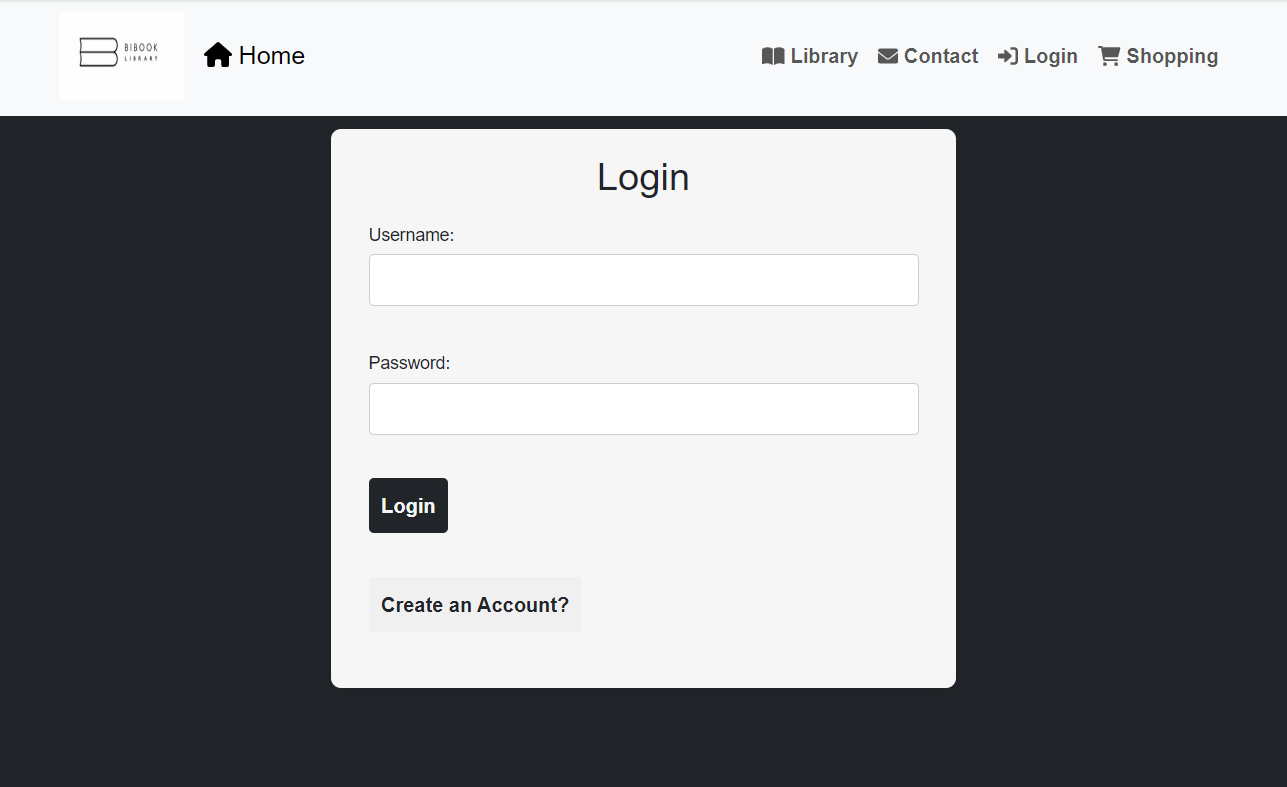 BIBOOK
LIBRARY
Home
Library
Contact
Login
Shopping
Login
Username:
Password:
Login
Create an Account?